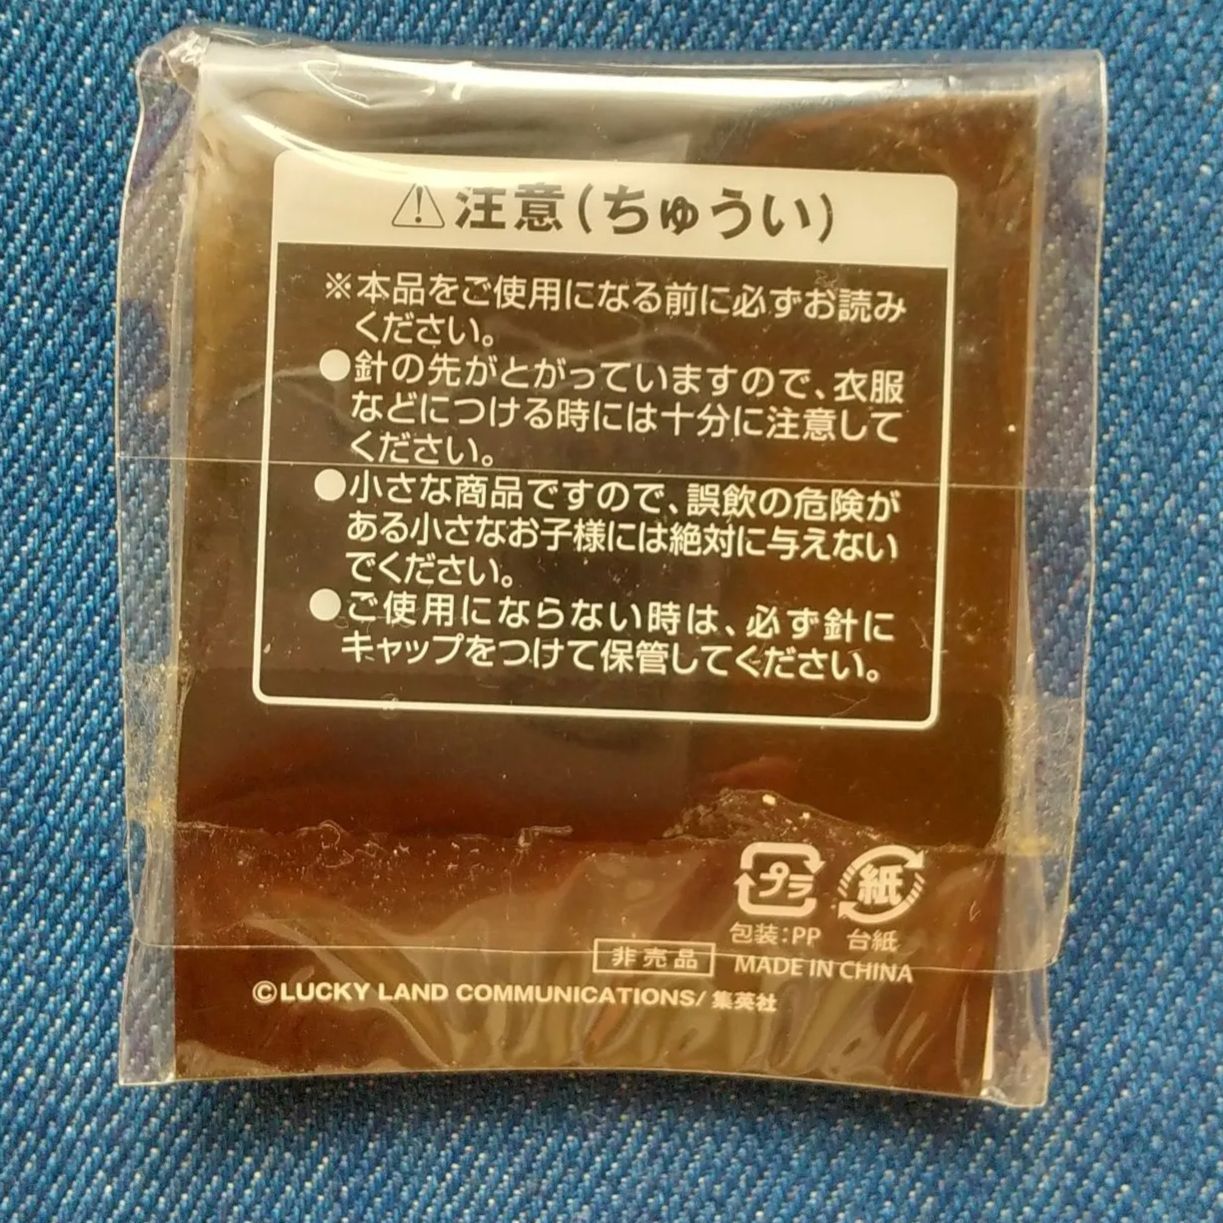 ⚠注意(ちゅうい)
※本品をご使用になる前に必ずお読み
ください。
●針の先がとがっていますので、衣服
などにつける時には十分に注意して
ください。
●小さな商品ですので、誤飲の危険が
ある小さなお子様には絶対に与えない
でください。
●ご使用にならない時は、必ず針に
キャップをつけて保管してください。
プラ 紙
包装:PP 台紙
非売品 MADE IN CHINA
©LUCKY LAND COMMUNICATIONS/集英社